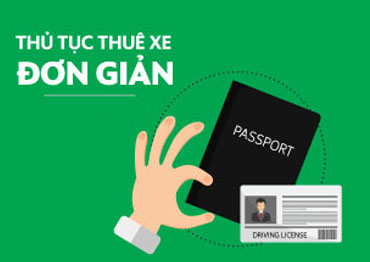 THỦ TỤC THUÊ XE
ĐƠN GIẢN
PASSPORT
DRIVING LICENSE